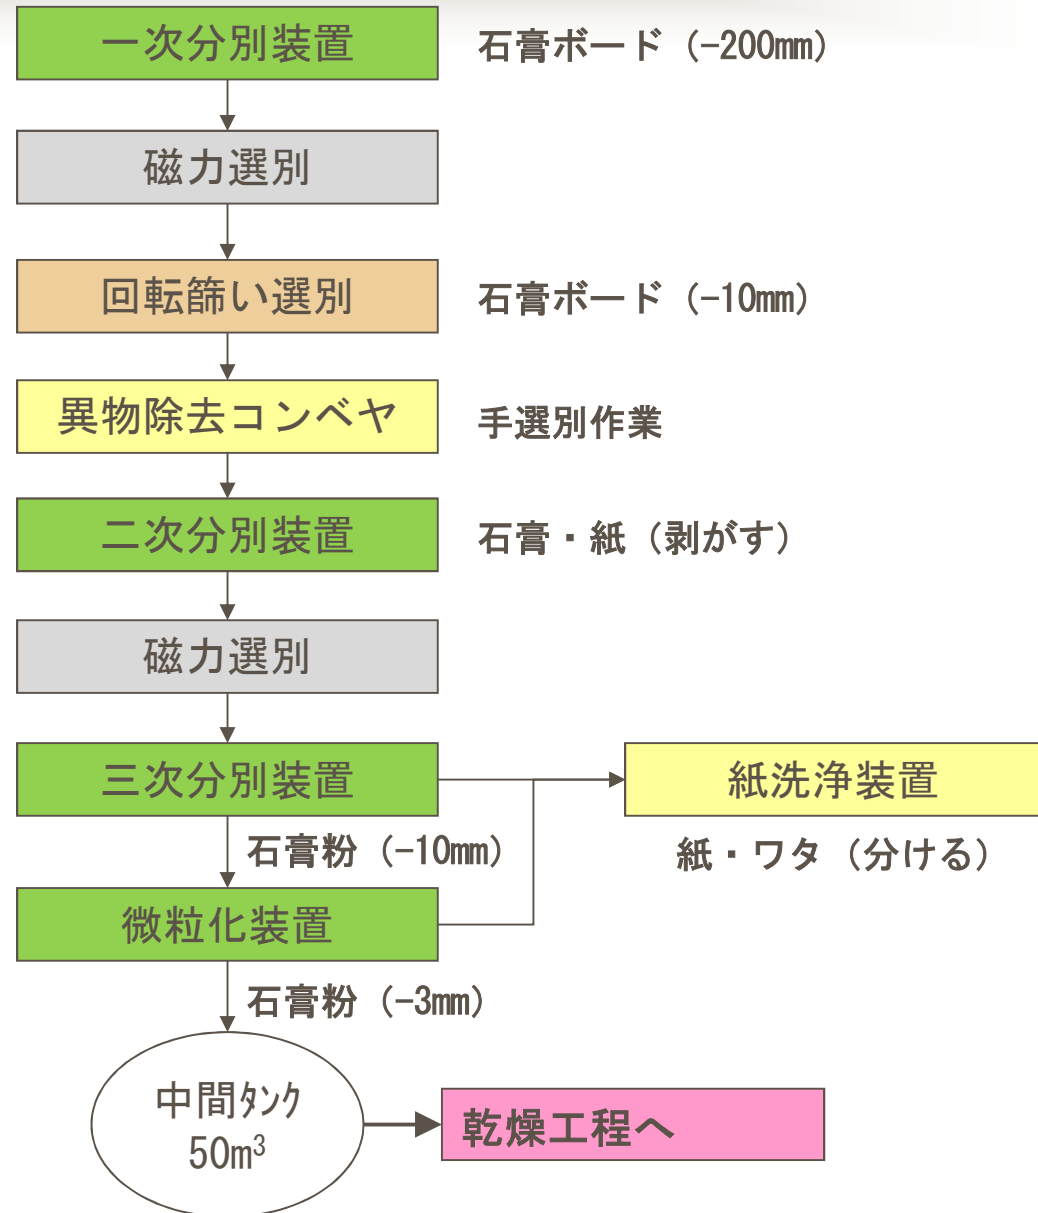 一次分別装置
石膏ボード（-200mm）
磁力選別
回転篩い選別
石膏ボード（-10mm）
異物除去コンベヤ
手選別作業
二次分別装置
石膏・紙（剥がす）
磁力選別
三次分別装置
紙洗浄装置
石膏粉（-10mm）
紙・ワタ（分ける）
微粒化装置
石膏粉（-3mm）
中間ﾀﾝｸ
50m³
乾燥工程へ